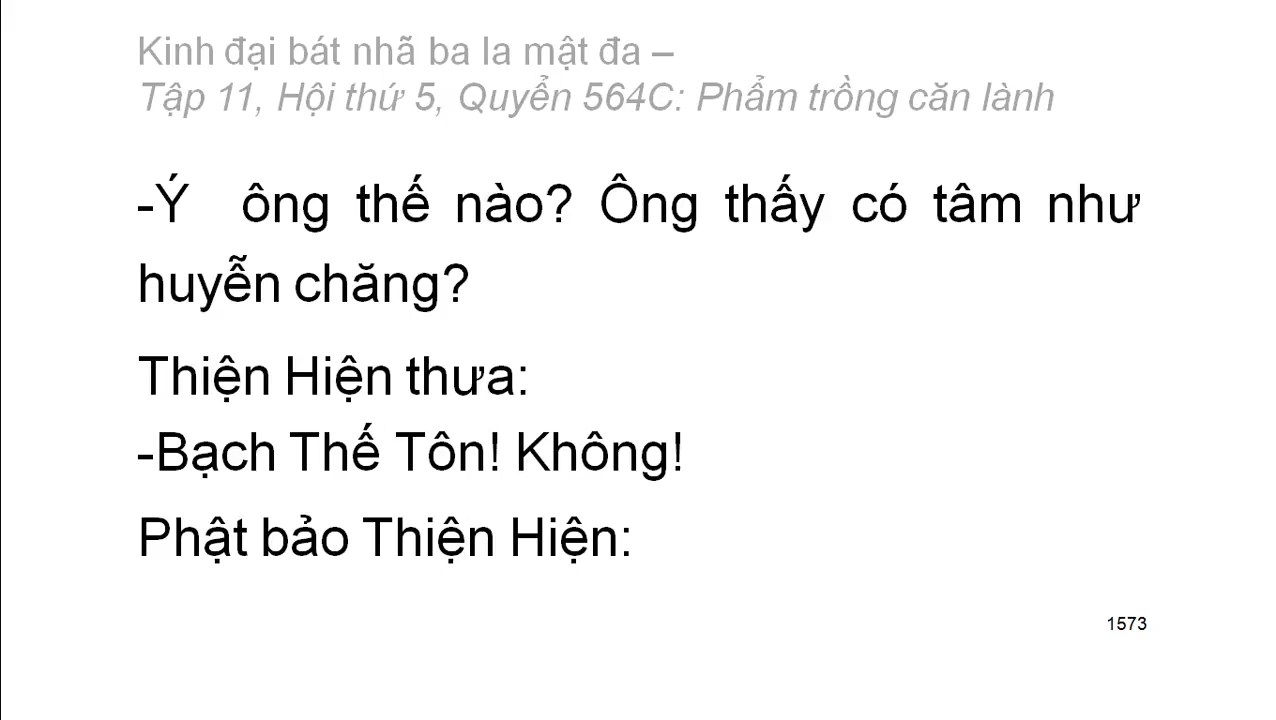 Kinh đại bát nhã ba la mật đa –
Tập 11, Hội thứ 5, Quyển 564C: Phẩm trồng căn lành
-Ý ông thế nào? Ông thấy có tâm như
huyễn chăng?
Thiện Hiện thưa:
-Bạch Thế Tôn! Không!
Phật bảo Thiện Hiện:
1573